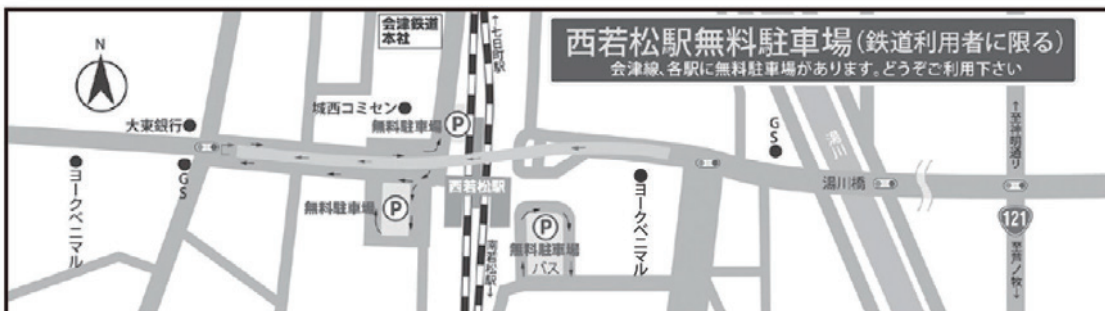 西若松駅無料駐車場(鉄道利用者に限る)
会津線、各駅に無料駐車場があります。どうぞご利用下さい
N
会津鉄道
本社
←七日町駅
城西コミセン
無料駐車場
P
大東銀行
ヨークベニマル
GS
無料駐車場
P
西若松駅
南若松駅→
P
無料駐車場
バス
ヨークベニマル
GS
湯川
湯川橋
←至神明通り
121
至芦ノ牧→